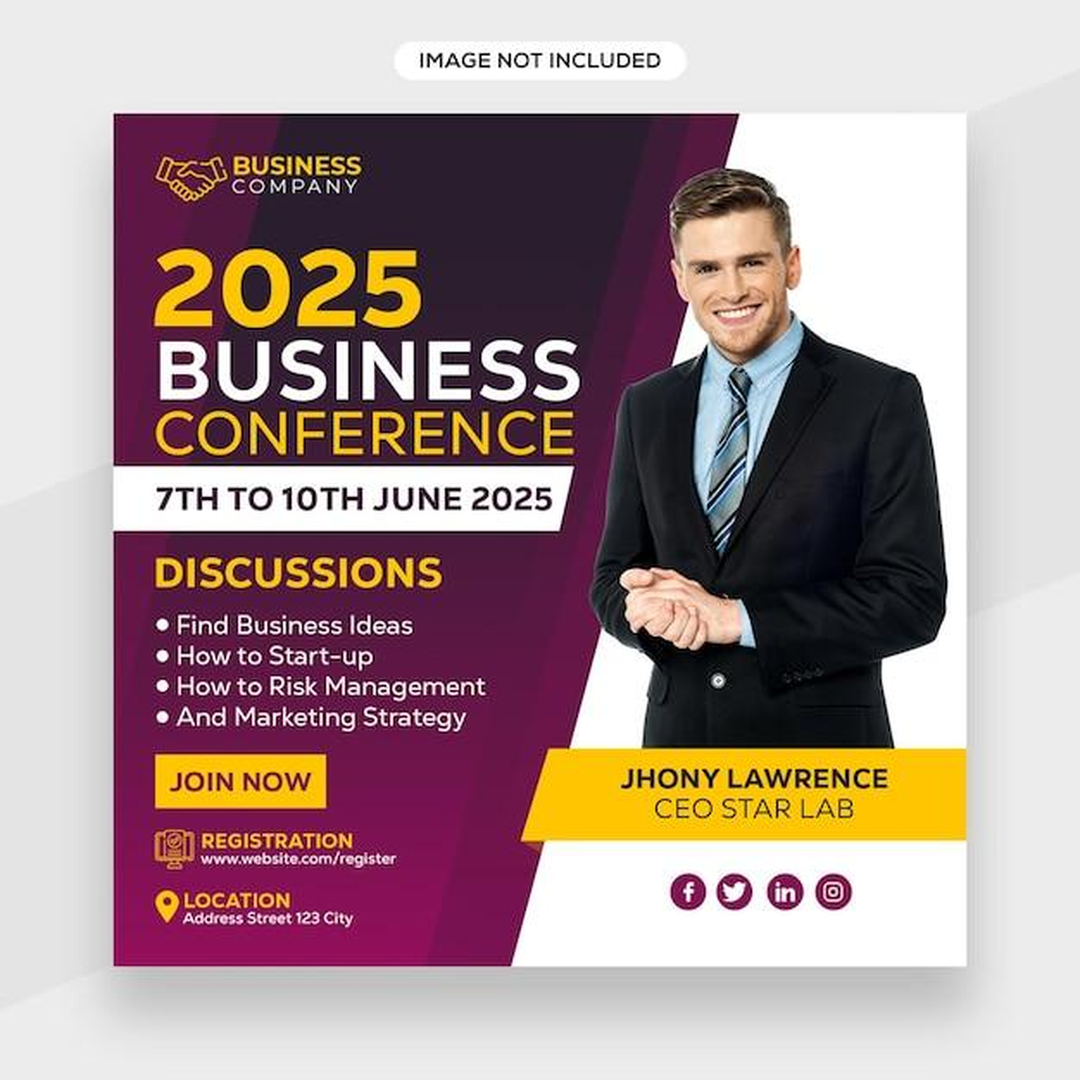 IMAGE NOT INCLUDED
BUSINESS
COMPANY
2025
BUSINESS
CONFERENCE
7TH TO 10TH JUNE 2025
DISCUSSIONS
• Find Business Ideas
• How to Start-up
• How to Risk Management
• And Marketing Strategy
JOIN NOW
REGISTRATION
www.website.com/register
LOCATION
Address Street 123 City
JHONY LAWRENCE
CEO STAR LAB